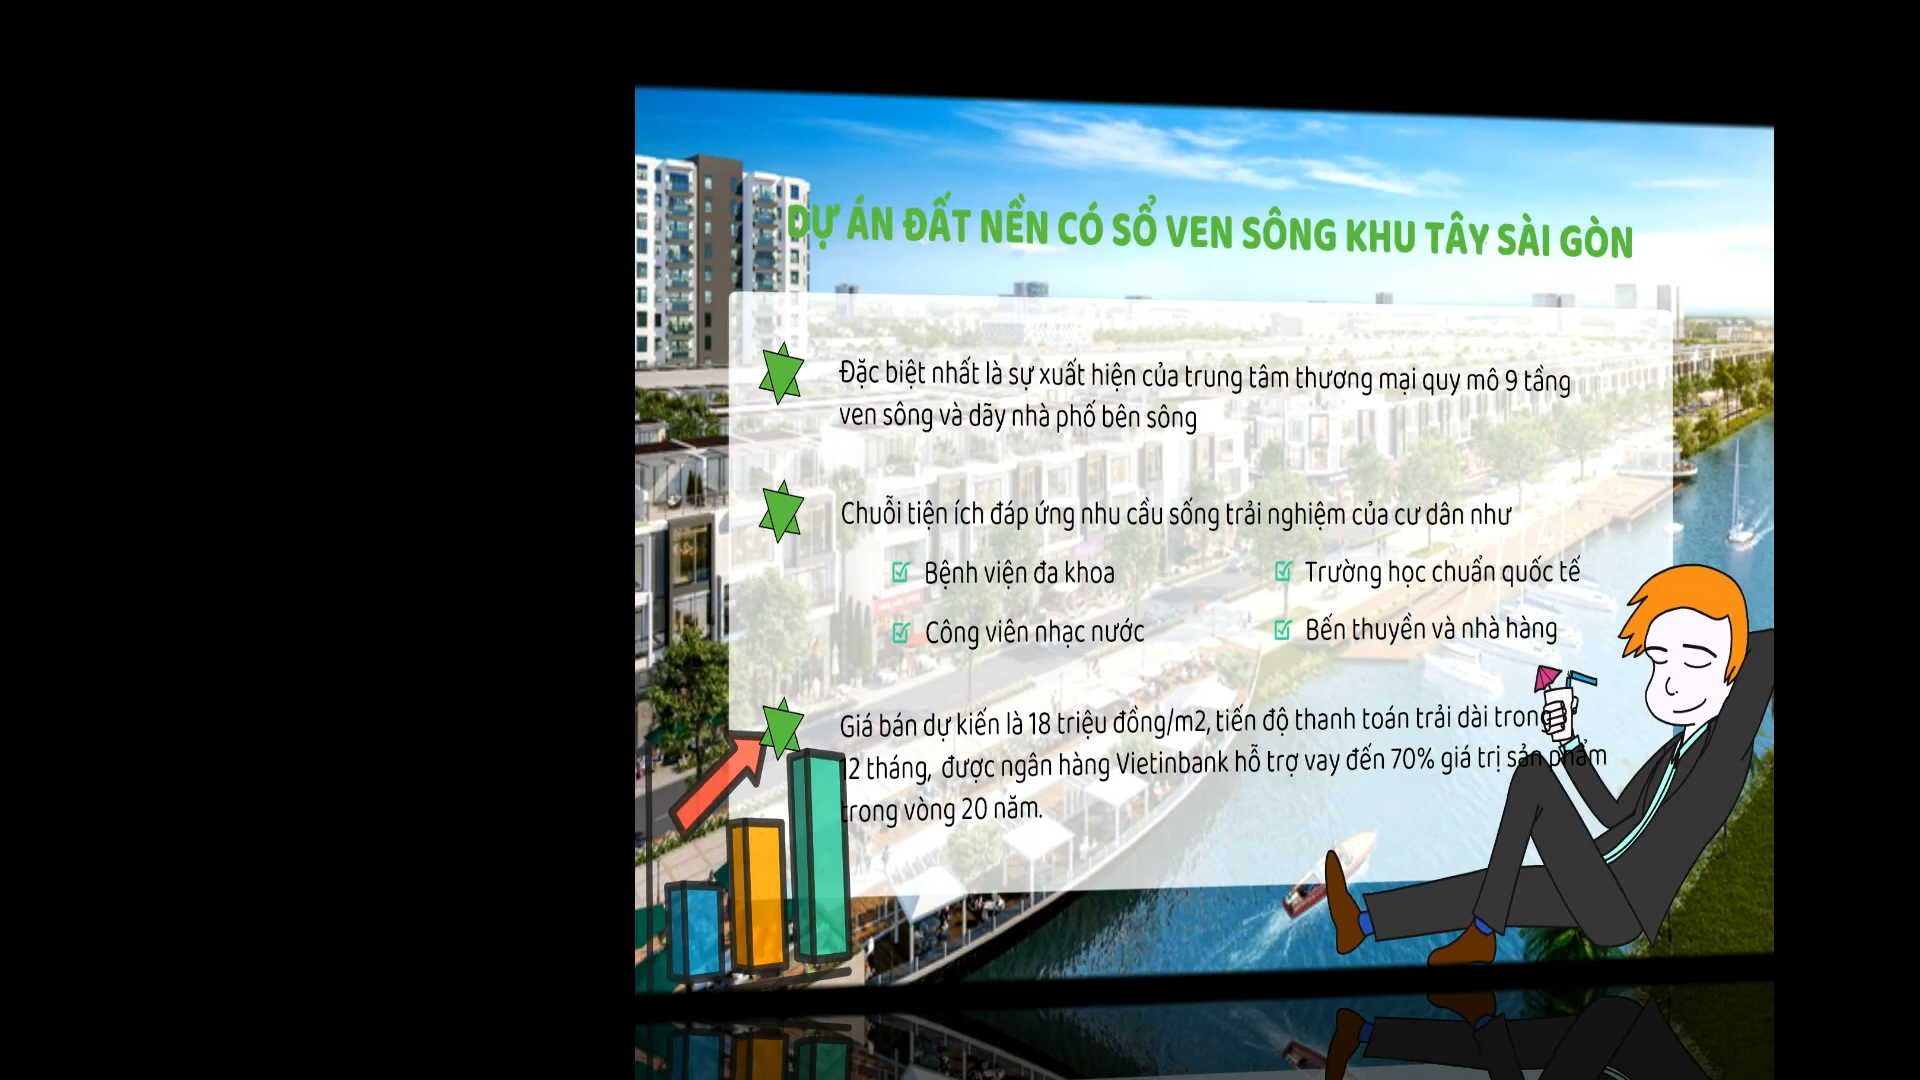 DỰ ÁN ĐẤT NỀN CÓ SỔ VEN SÔNG KHU TÂY SÀI GÒN
Đặc biệt nhất là sự xuất hiện của trung tâm thương mại quy mô 9 tầng
ven sông và dãy nhà phố bên sông
Chuỗi tiện ích đáp ứng nhu cầu sống trải nghiệm của cư dân như
Bệnh viện đa khoa
Trường học chuẩn quốc tế
Công viên nhạc nước
Bến thuyền và nhà hàng
Giá bán dự kiến là 18 triệu đồng/m2, tiến độ thanh toán trải dài trong
12 tháng, được ngân hàng Vietinbank hỗ trợ vay đến 70% giá trị sản phẩm
trong vòng 20 năm.